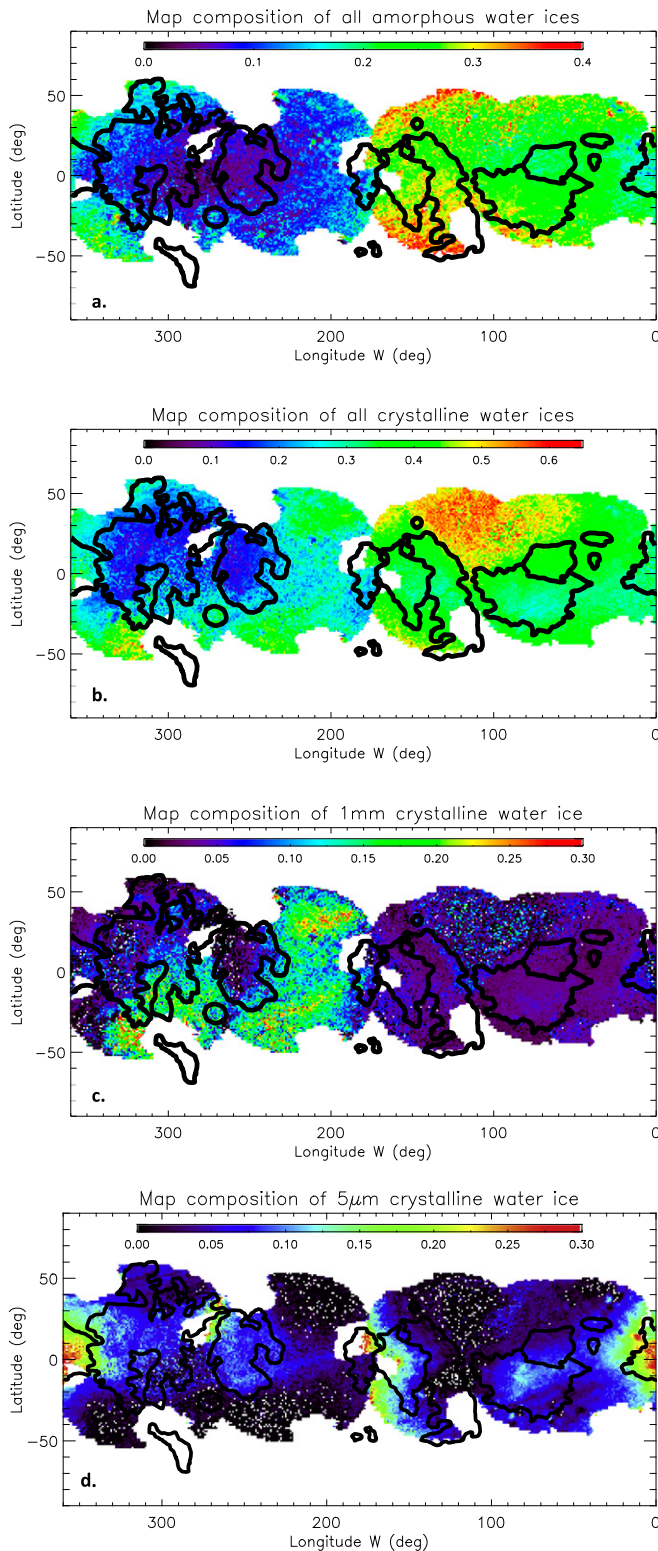 Map composition of all amorphous water ices
0.0 0.1 0.2 0.3 0.4
50
0
−50
Latitude (deg)
a.
300 200 100 0
Longitude W (deg)
Map composition of all crystalline water ices
0.0 0.1 0.2 0.3 0.4 0.5 0.6
50
0
−50
Latitude (deg)
b.
300 200 100 0
Longitude W (deg)
Map composition of 1mm crystalline water ice
0.00 0.05 0.10 0.15 0.20 0.25 0.30
50
0
−50
Latitude (deg)
c.
300 200 100 0
Longitude W (deg)
Map composition of 5μm crystalline water ice
0.00 0.05 0.10 0.15 0.20 0.25 0.30
50
0
−50
Latitude (deg)
d.
300 200 100 0
Longitude W (deg)